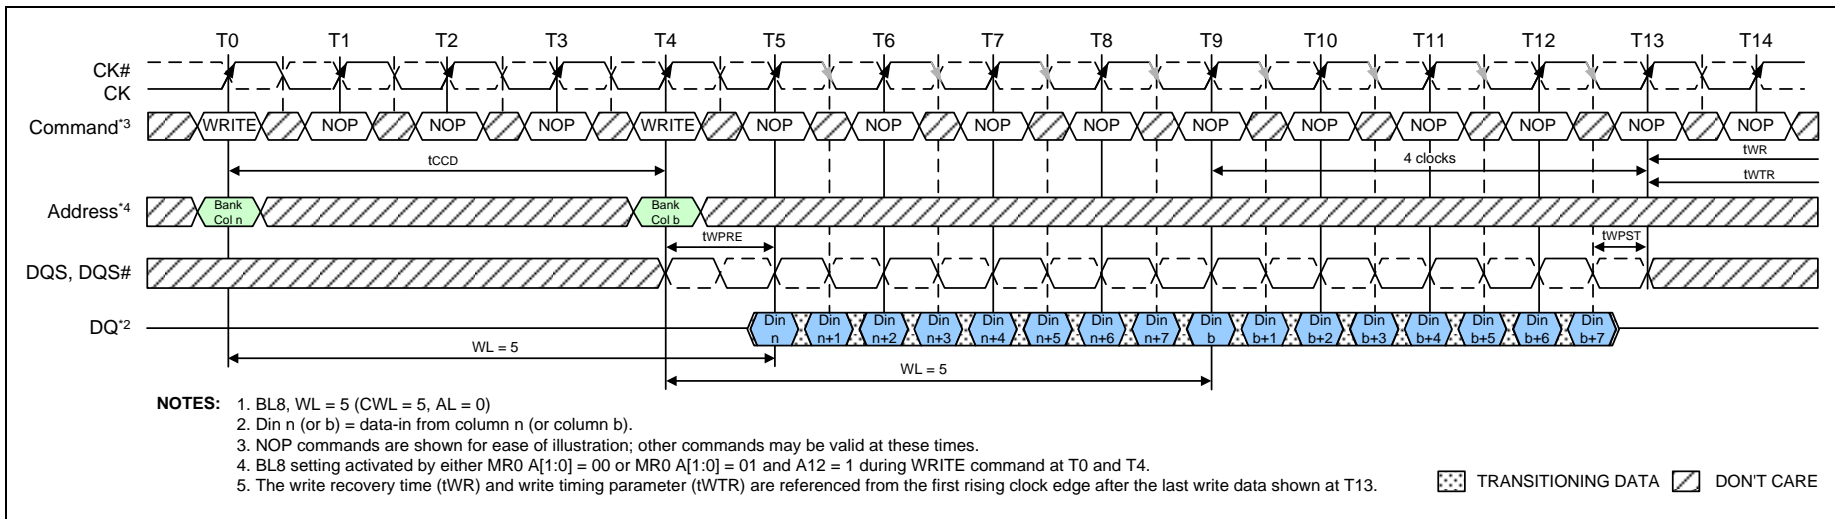 T0 T1 T2 T3 T4 T5 T6 T7 T8 T9 T10 T11 T12 T13 T14
CK#
CK
Command*3 WRITE NOP NOP NOP WRITE NOP NOP NOP NOP NOP NOP NOP NOP NOP NOP
tCCD 4 clocks tWR
tWTR
Address*4 Bank Col n Bank Col b
tWPRE tWPST
DQS, DQS#
DQ*2 Din n Din n+1 Din n+2 Din n+3 Din n+4 Din n+5 Din n+6 Din n+7 Din b Din b+1 Din b+2 Din b+3 Din b+4 Din b+5 Din b+6 Din b+7
WL = 5
WL = 5
NOTES: 1. BL8, WL = 5 (CWL = 5, AL = 0)
2. Din n (or b) = data-in from column n (or column b).
3. NOP commands are shown for ease of illustration; other commands may be valid at these times.
4. BL8 setting activated by either MR0 A[1:0] = 00 or MR0 A[1:0] = 01 and A12 = 1 during WRITE command at T0 and T4.
5. The write recovery time (tWR) and write timing parameter (tWTR) are referenced from the first rising clock edge after the last write data shown at T13.
TRANSITIONING DATA DON'T CARE